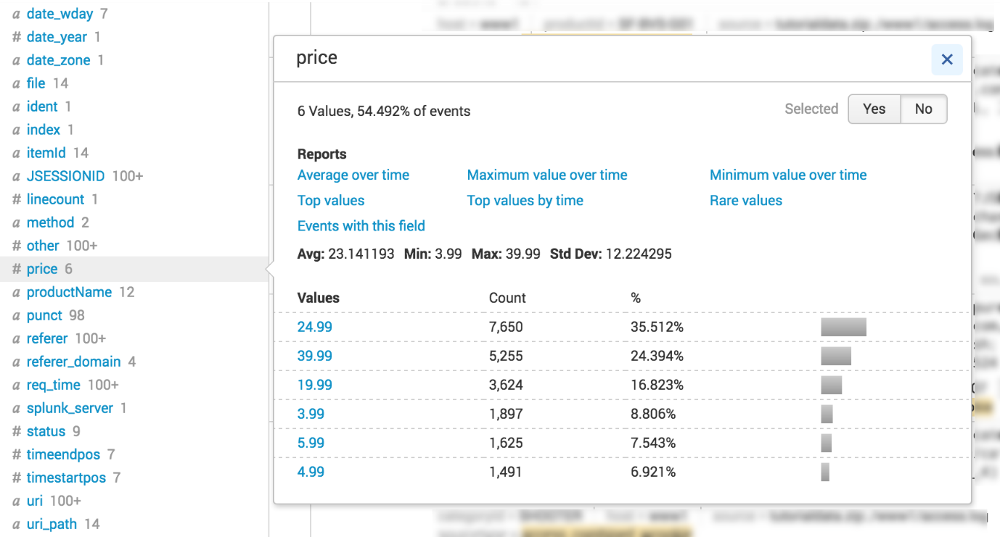 a date_wday 7
# date_year 1
a date_zone 1
a file 14
a ident 1
a index 1
a itemId 14
a JSESSIONID 100+
# linecount 1
a method 2
# other 100+
# price 6
a productName 12
a punct 98
a referer 100+
a referer_domain 4
a req_time 100+
a splunk_server 1
# status 9
# timeendpos 7
# timestartpos 7
a uri 100+
a uri_path 14
price
6 Values, 54.492% of events
Selected Yes No
Reports
Average over time Maximum value over time Minimum value over time
Top values Top values by time Rare values
Events with this field
Avg: 23.141193 Min: 3.99 Max: 39.99 Std Dev: 12.224295
Values Count %
24.99 7,650 35.512%
39.99 5,255 24.394%
19.99 3,624 16.823%
3.99 1,897 8.806%
5.99 1,625 7.543%
4.99 1,491 6.921%